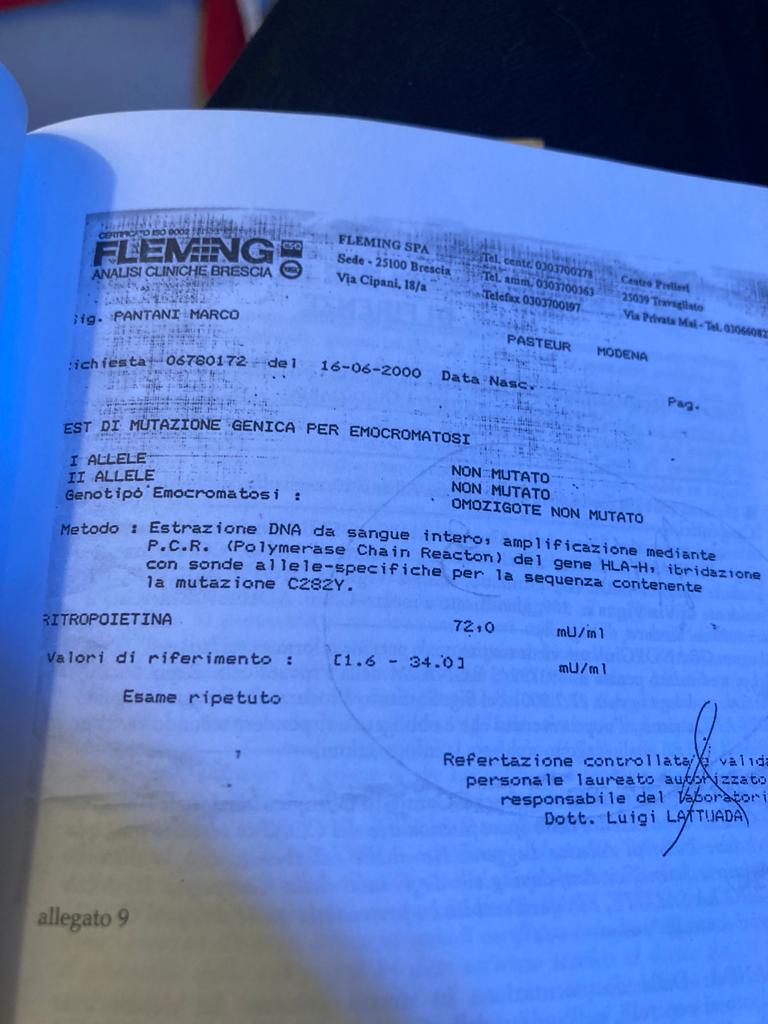 CERTIFICATO ISO 9002
FLEMING
ANALISI CLINICHE BRESCIA
FLEMING SPA
Sede - 25100 Brescia
Via Cipani, 18/a
Tel. centr. 0303700278
Tel. amm. 0303700363
Telefax 0303700197
Centro Prelievi
25039 Travagliato
Via Privata Mai - Tel. 03066082
ig. PANTANI MARCO
PASTEUR MODENA
ichiesta 06780172 del 16-06-2000 Data Nasc.
Pag.
EST DI MUTAZIONE GENICA PER EMOCROMATOSI
I ALLELE NON MUTATO
II ALLELE NON MUTATO
Genotipo Emocromatosi : OMOZIGOTE NON MUTATO
Metodo : Estrazione DNA da sangue intero, amplificazione mediante
P.C.R. (Polymerase Chain Reacton) del gene HLA-H, ibridazione
con sonde allele-specifiche per la sequenza contenente
la mutazione C282Y.
RITROPOIETINA 72,0 mU/ml
Valori di riferimento : [1.6 - 34.0] mU/ml
Esame ripetuto
Refertazione controllata e valida
personale laureato autorizzato
responsabile del laboratori
Dott. Luigi LATTUADA
allegato 9